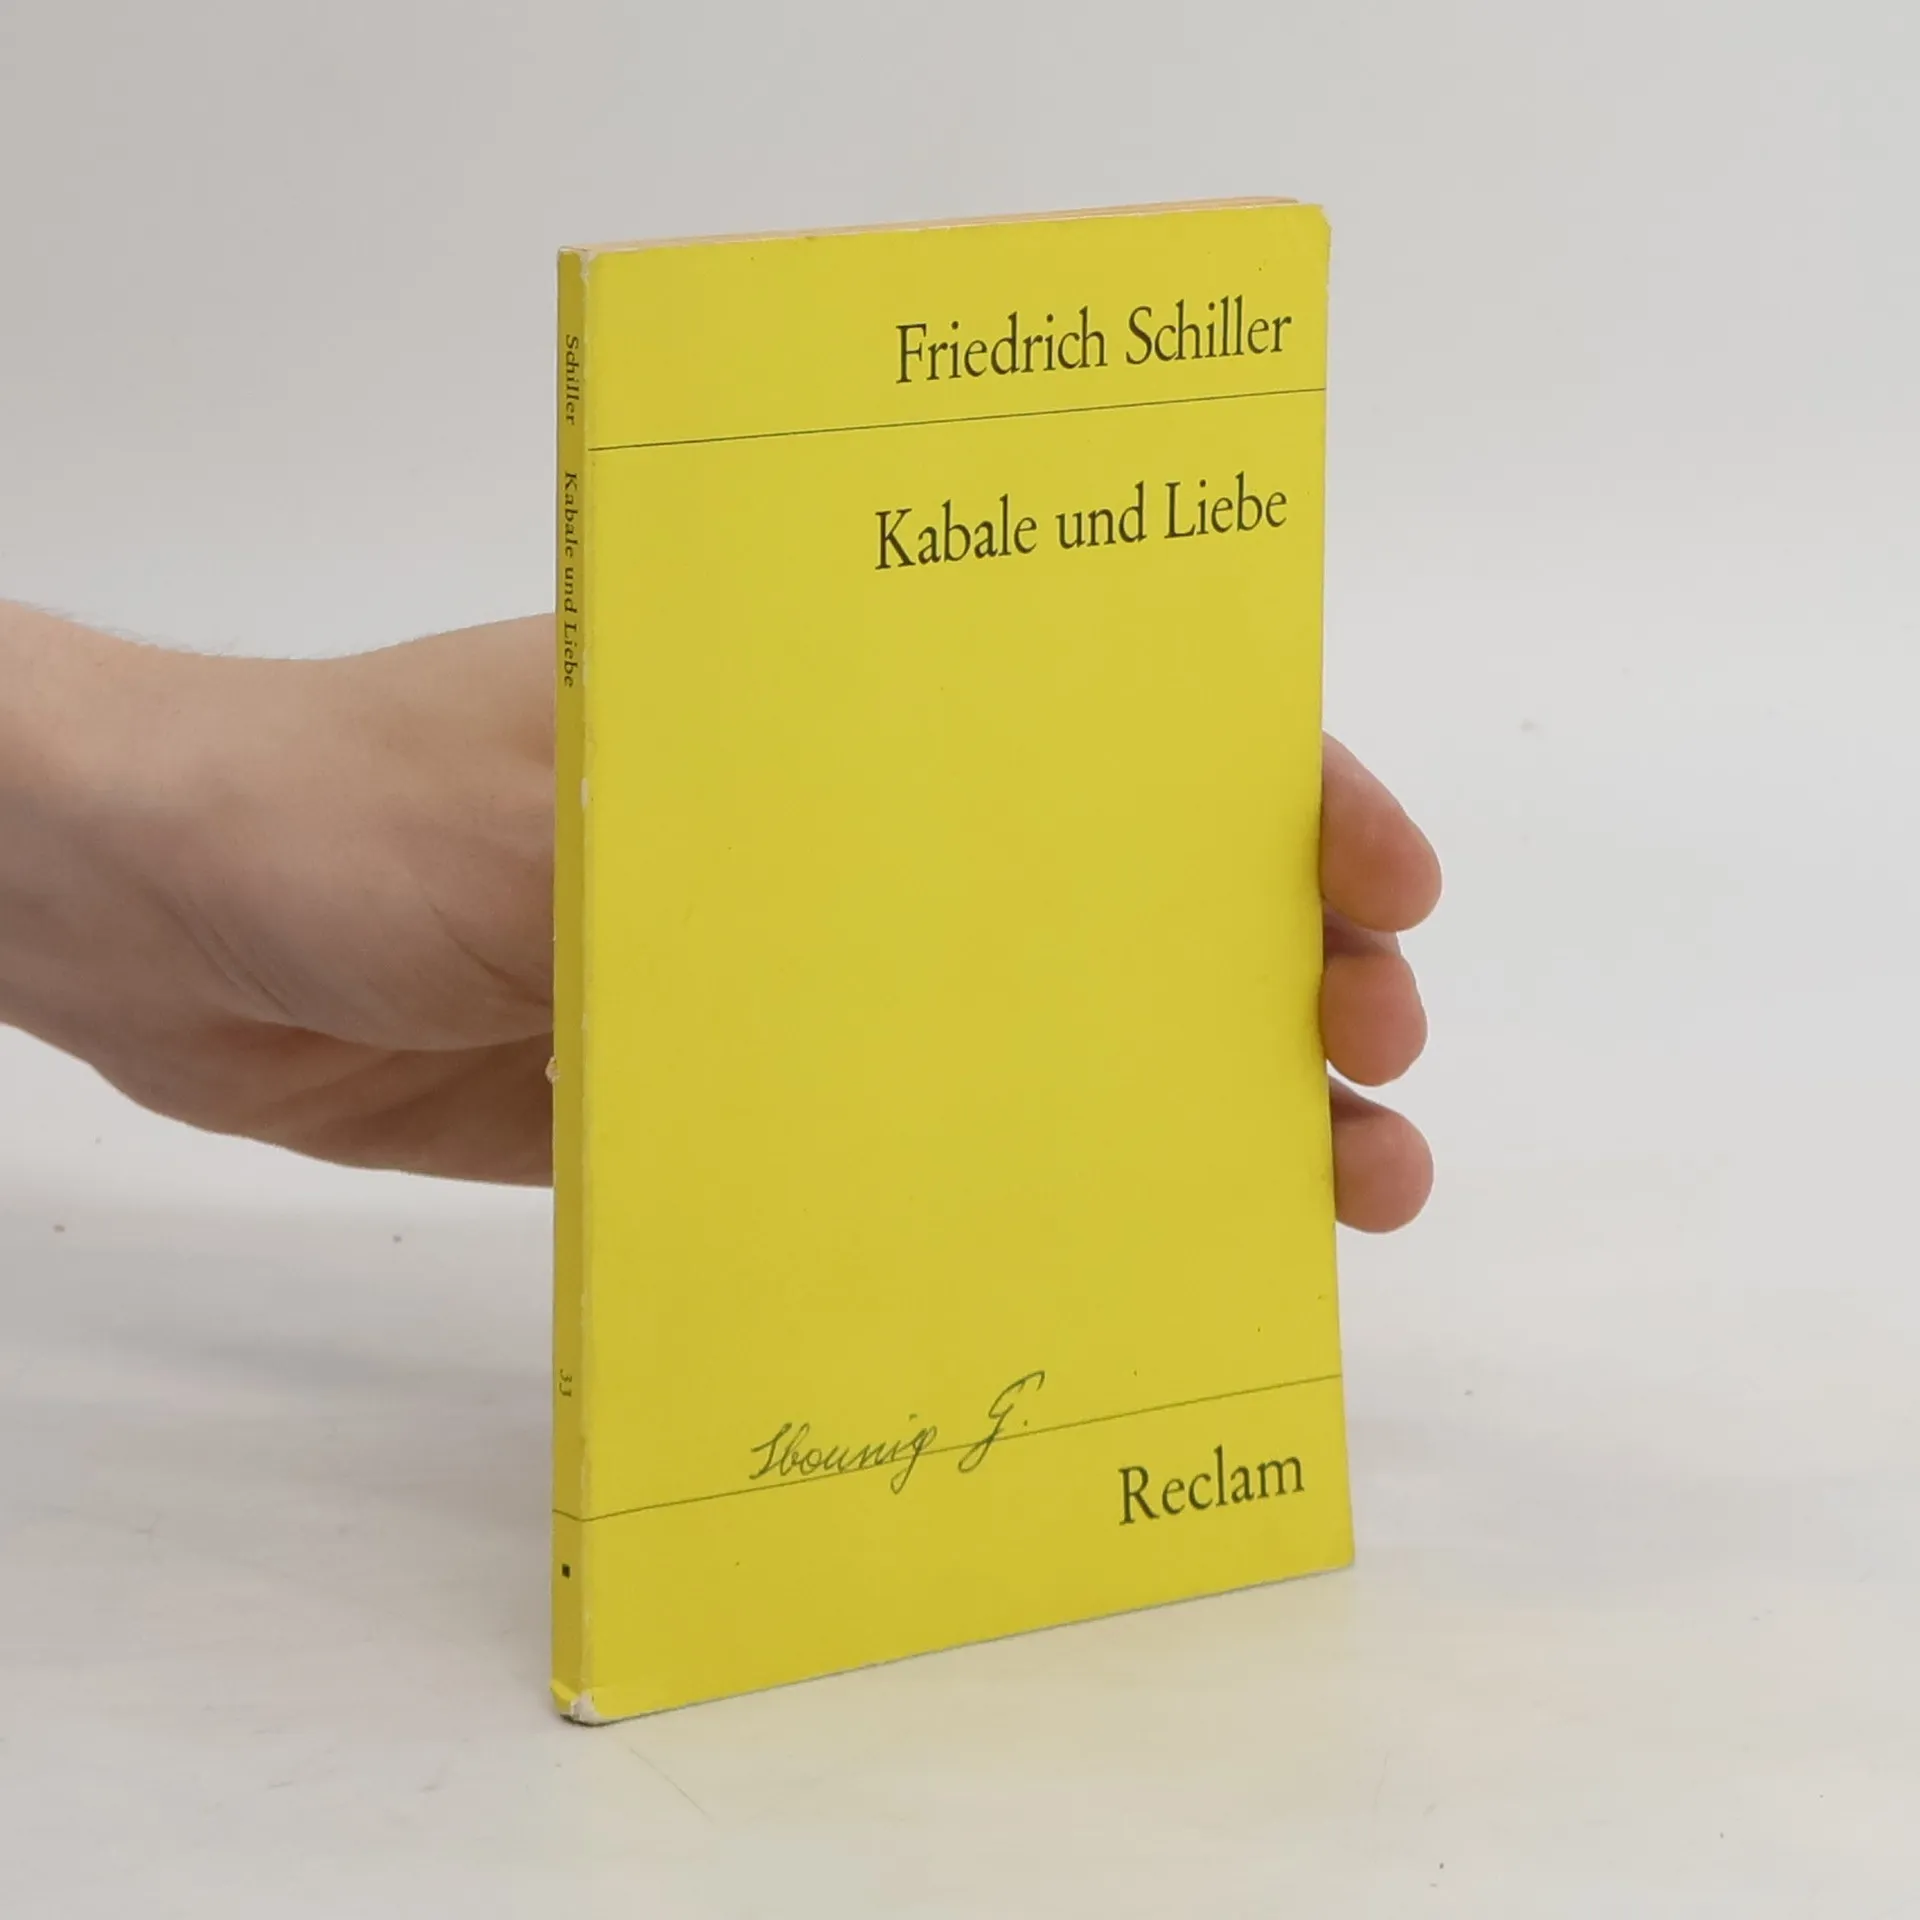 Friedrich Schiller
Kabale und Liebe
G.
Reclam
Schiller Kabale und Liebe
33